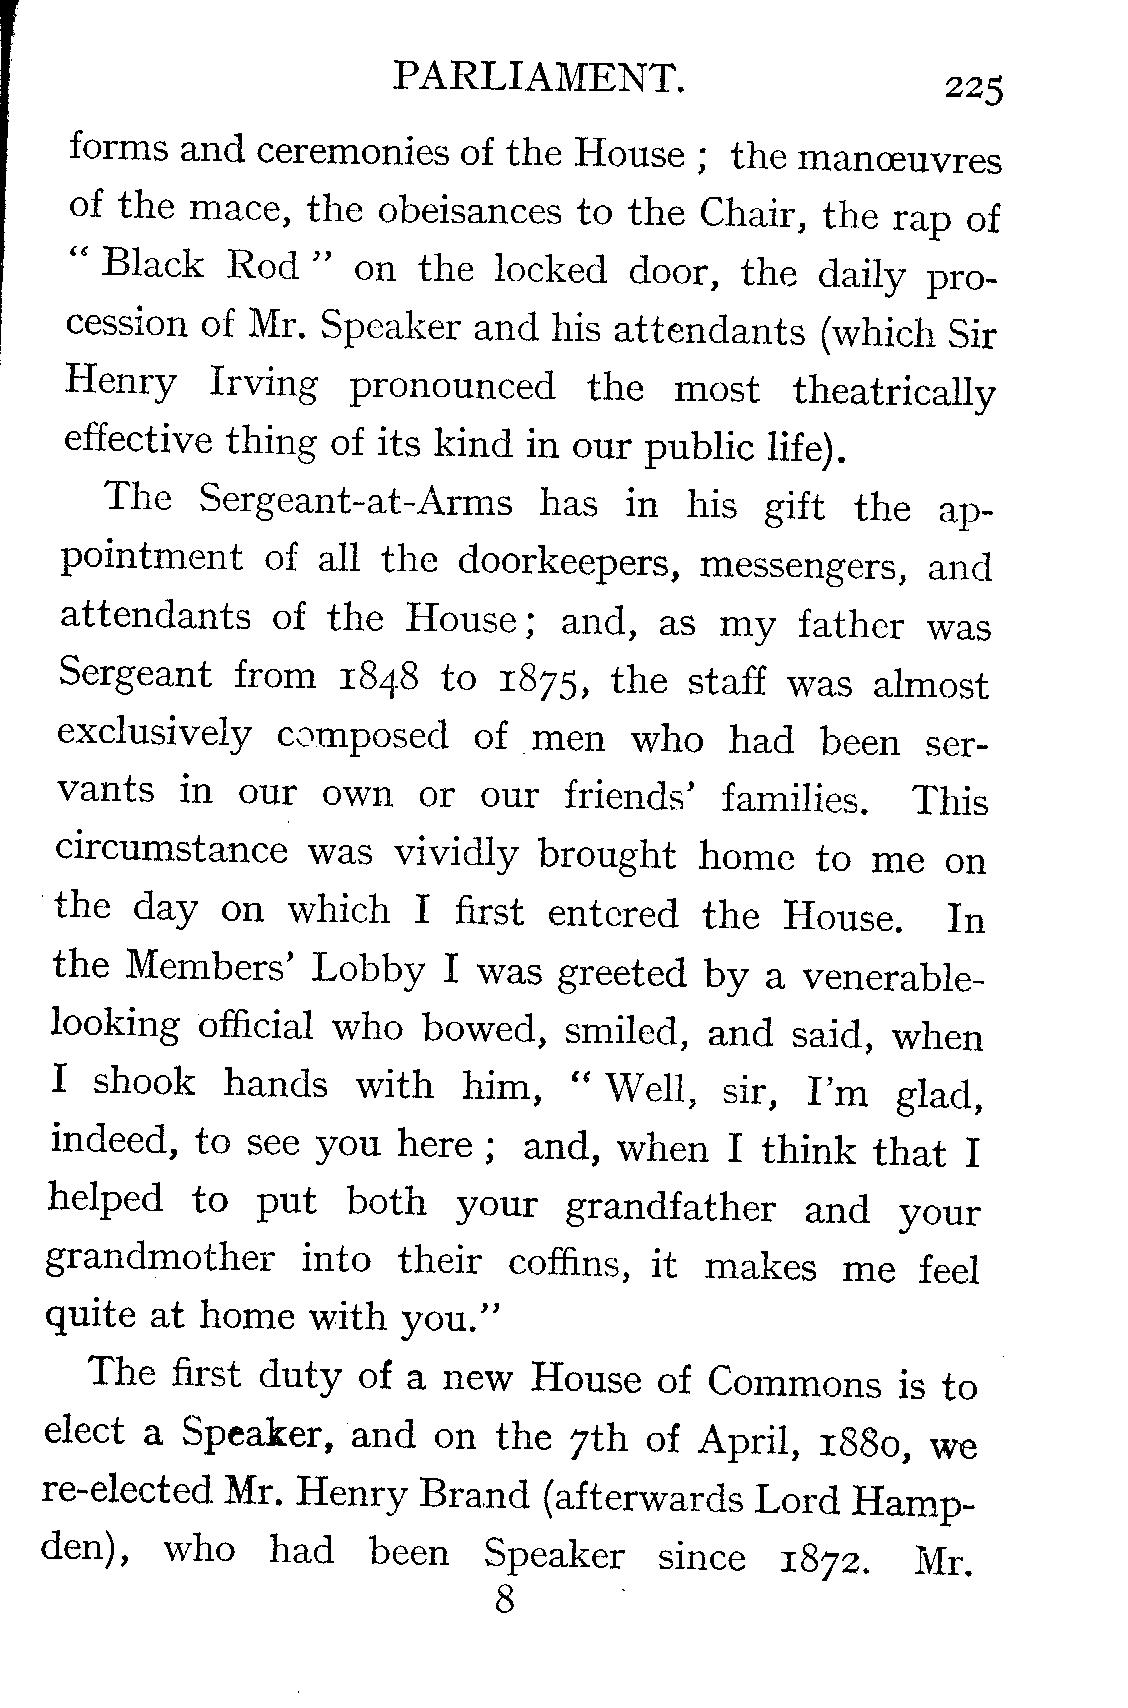 PARLIAMENT. 225
forms and ceremonies of the House ; the manœuvres
of the mace, the obeisances to the Chair, the rap of
“ Black Rod ” on the locked door, the daily pro-
cession of Mr. Speaker and his attendants (which Sir
Henry Irving pronounced the most theatrically
effective thing of its kind in our public life).
The Sergeant-at-Arms has in his gift the ap-
pointment of all the doorkeepers, messengers, and
attendants of the House ; and, as my father was
Sergeant from 1848 to 1875, the staff was almost
exclusively composed of men who had been ser-
vants in our own or our friends’ families. This
circumstance was vividly brought home to me on
the day on which I first entered the House. In
the Members’ Lobby I was greeted by a venerable-
looking official who bowed, smiled, and said, when
I shook hands with him, “ Well, sir, I’m glad,
indeed, to see you here ; and, when I think that I
helped to put both your grandfather and your
grandmother into their coffins, it makes me feel
quite at home with you.”
The first duty of a new House of Commons is to
elect a Speaker, and on the 7th of April, 1880, we
re-elected Mr. Henry Brand (afterwards Lord Hamp-
den), who had been Speaker since 1872. Mr.
8